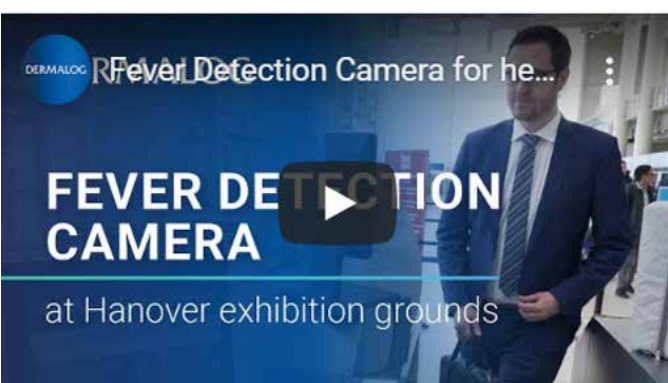 DERMALOG
Fever Detection Camera for he...
FEVER DETECTION
CAMERA
at Hanover exhibition grounds